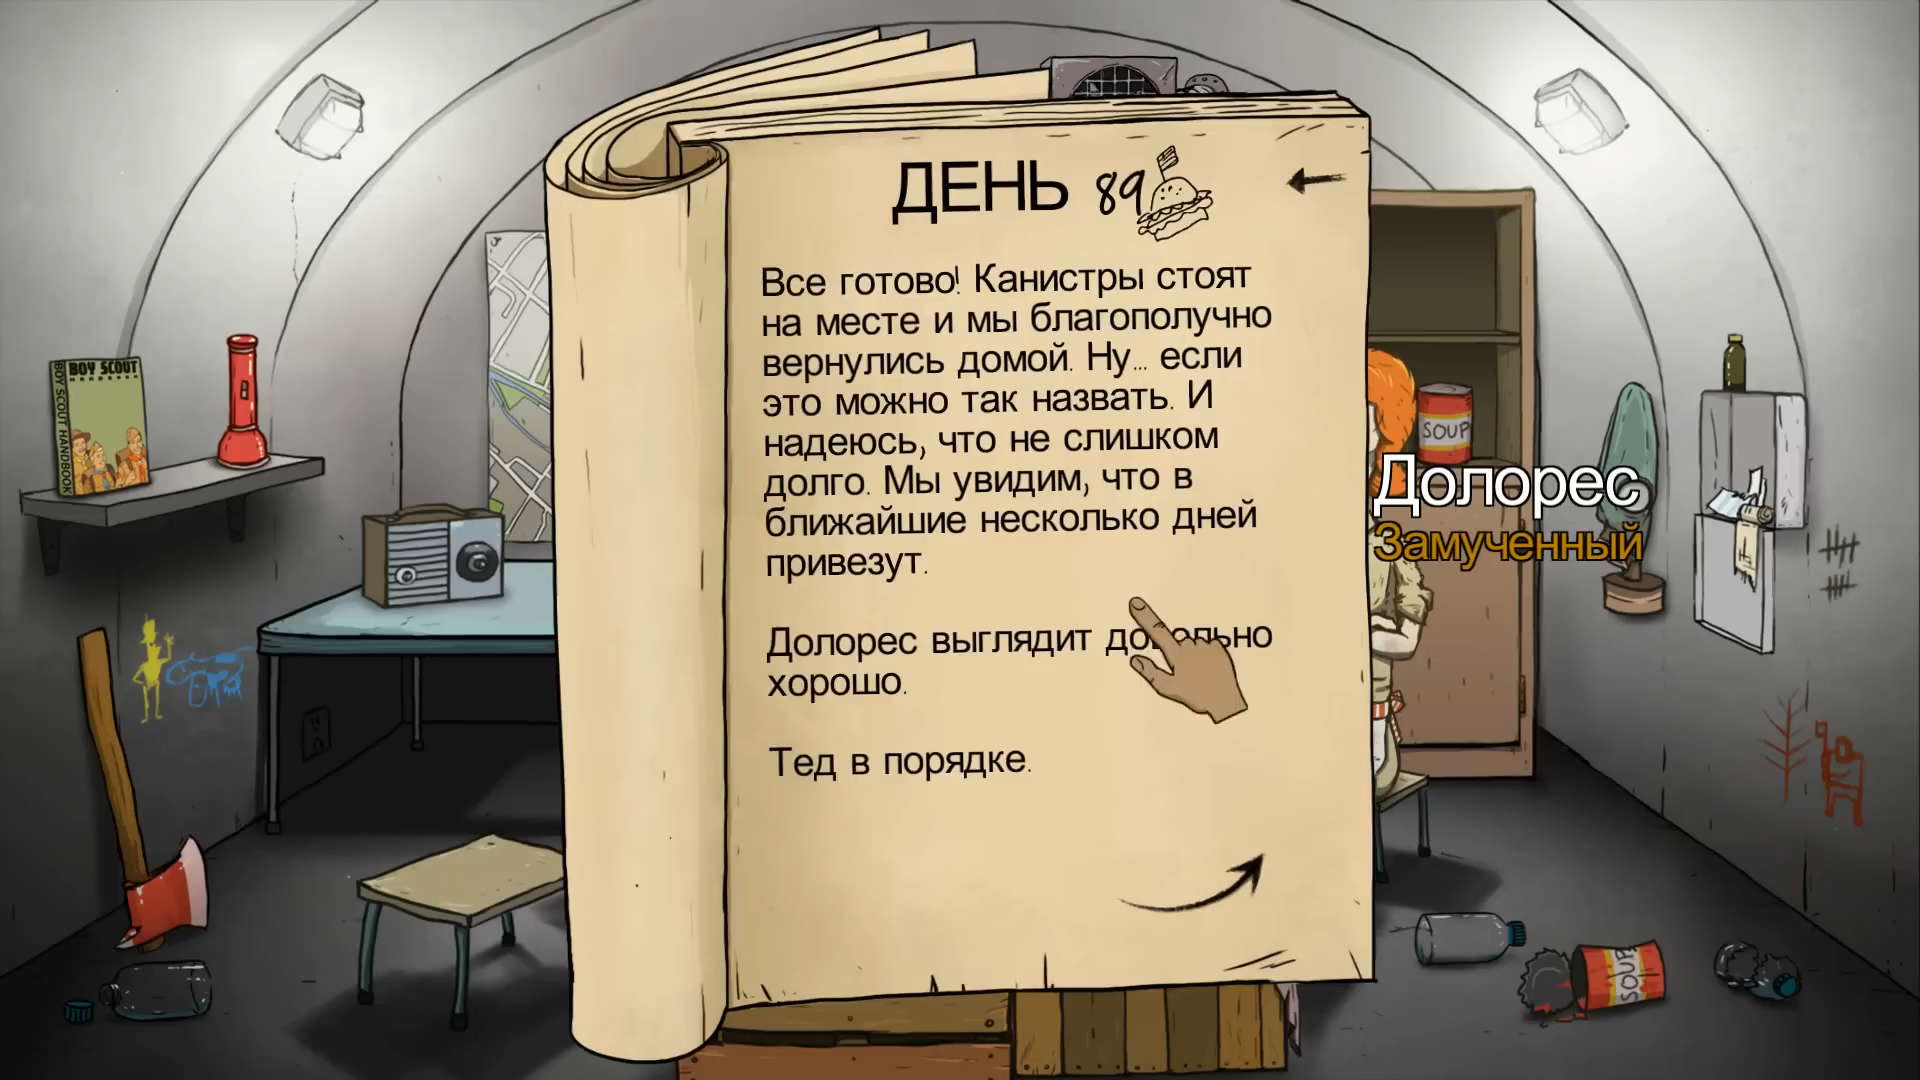 ДЕНЬ 89
Все готово! Канистры стоят
на месте и мы благополучно
вернулись домой. Ну... если
это можно так назвать. И
надеюсь, что не слишком
долго. Мы увидим, что в
ближайшие несколько дней
привезут.
Долорес выглядит довольно
хорошо.
Тед в порядке.
Долорес
Замученный
BOY SCOUT
HANDBOOK
BOY SCOUT HANDBOOK
SOUP
SOUP